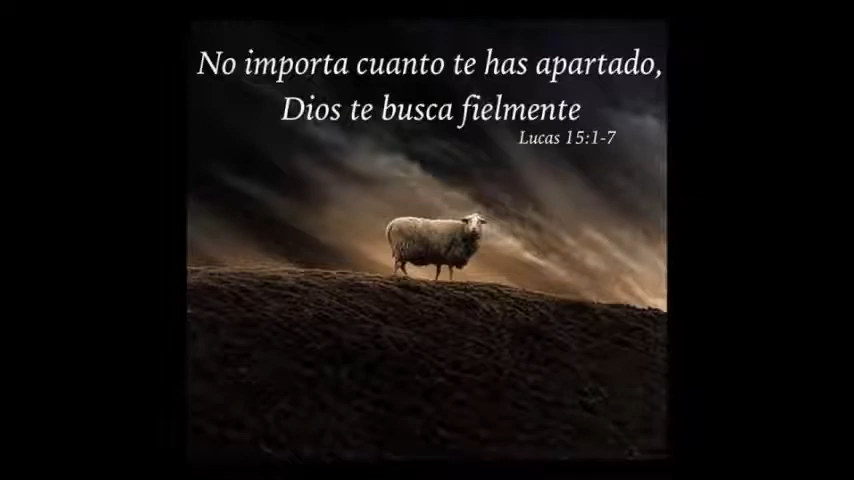 No importa cuanto te has apartado,
Dios te busca fielmente
Lucas 15:1-7